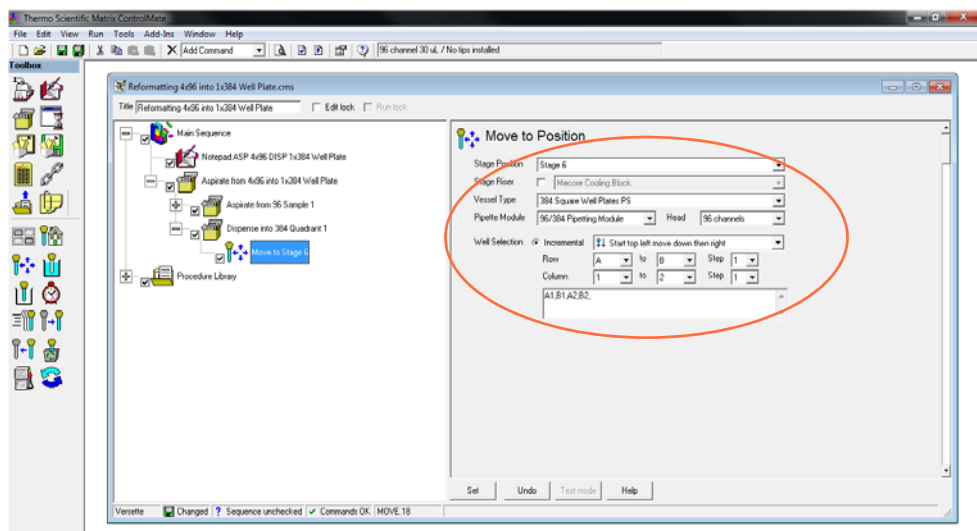 Thermo Scientific Matrix ControlMate
File Edit View Run Tools Add-Ins Window Help
Add Command
96 channel 30 uL / No tips installed
Toolbox
Reformatting 4x96 into 1x384 Well Plate.cms
Title Reformatting 4x96 into 1x384 Well Plate Edit lock Run lock
Main Sequence
Notepad ASP 4x96 DISP 1x384 Well Plate
Aspirate from 4x96 into 1x384 Well Plate
Aspirate from 96 Sample 1
Dispense into 384 Quadrant 1
Move to Stage 6
Procedure Library
Move to Position
Stage Position Stage 6
Stage Riser Mecore Cooling Block
Vessel Type 384 Square Well Plates PS
Pipette Module 96/384 Pipetting Module Head 96 channels
Well Selection Incremental Start top left move down then right
Row A to B Step 1
Column 1 to 2 Step 1
A1,B1,A2,B2,
Set Undo Test mode Help
Versette Changed ? Sequence unchecked Commands OK MOVE.18